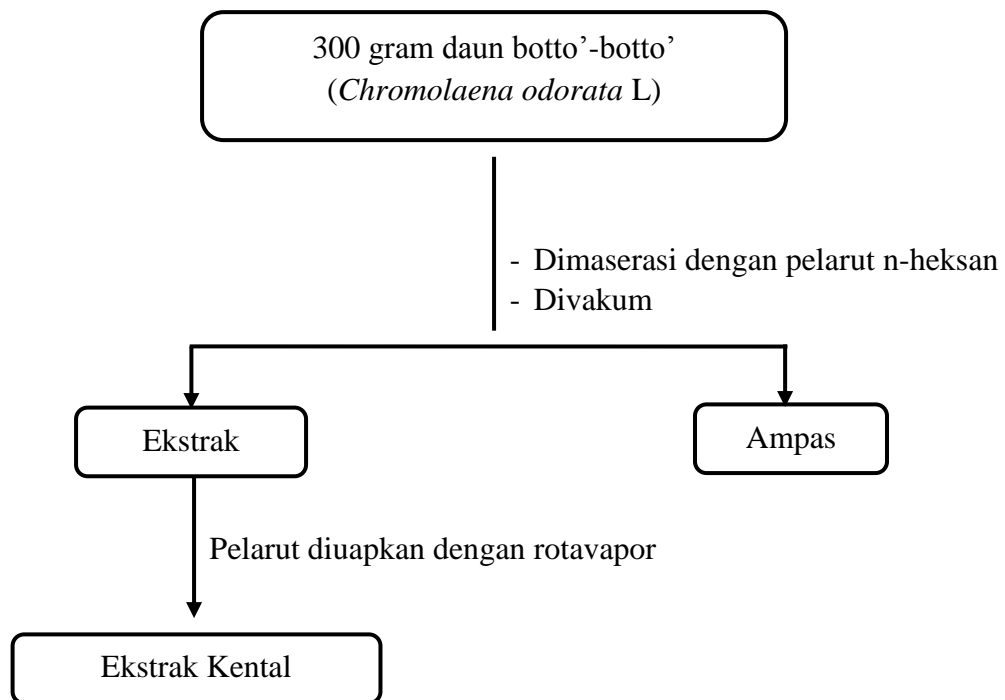 300 gram daun botto’-botto’
(Chromolaena odorata L)
- Dimaserasi dengan pelarut n-heksan
- Divakum
Ekstrak
Ampas
Pelarut diuapkan dengan rotavapor
Ekstrak Kental